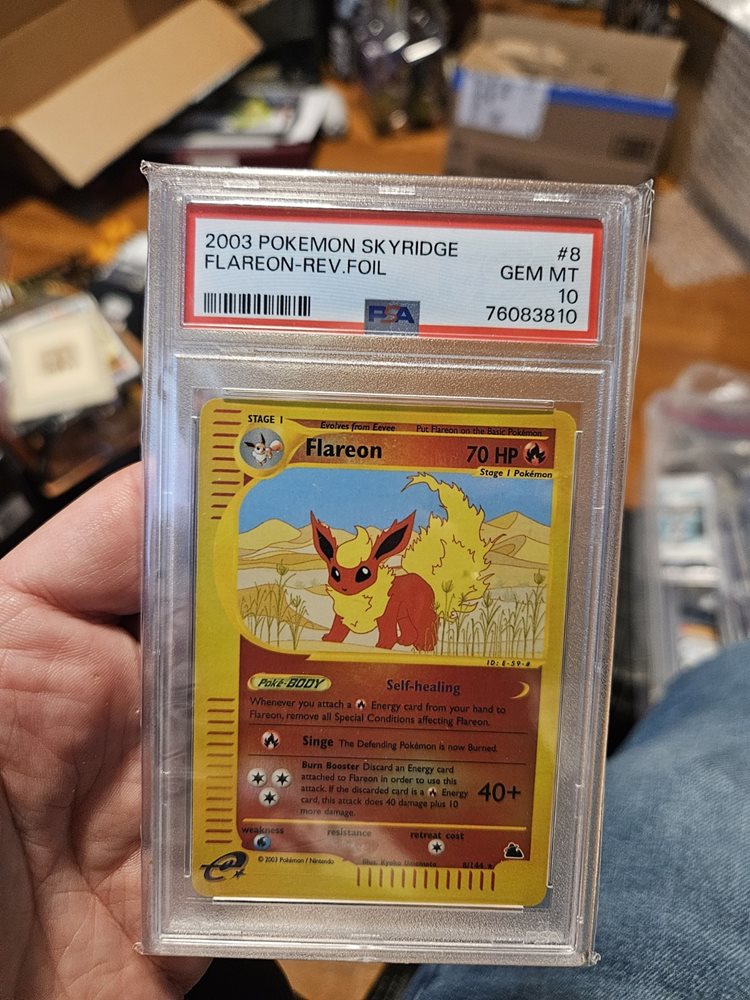 2003 POKEMON SKYRIDGE #8
FLAREON-REV.FOIL GEM MT
10
PSA 76083810
STAGE 1 Evolves from Eevee Put Flareon on the Basic Pokémon
Flareon 70 HP
Stage 1 Pokémon
ID: E-59-#
Poké-BODY Self-healing
Whenever you attach a Energy card from your hand to
Flareon, remove all Special Conditions affecting Flareon.
Singe The Defending Pokémon is now Burned.
Burn Booster Discard an Energy card
attached to Flareon in order to use this
attack. If the discarded card is a Energy
card, this attack does 40 damage plus 10
more damage.
40+
weakness resistance retreat cost
e
© 2003 Pokémon / Nintendo Illus. Kyoko Umemoto 8/144 ★